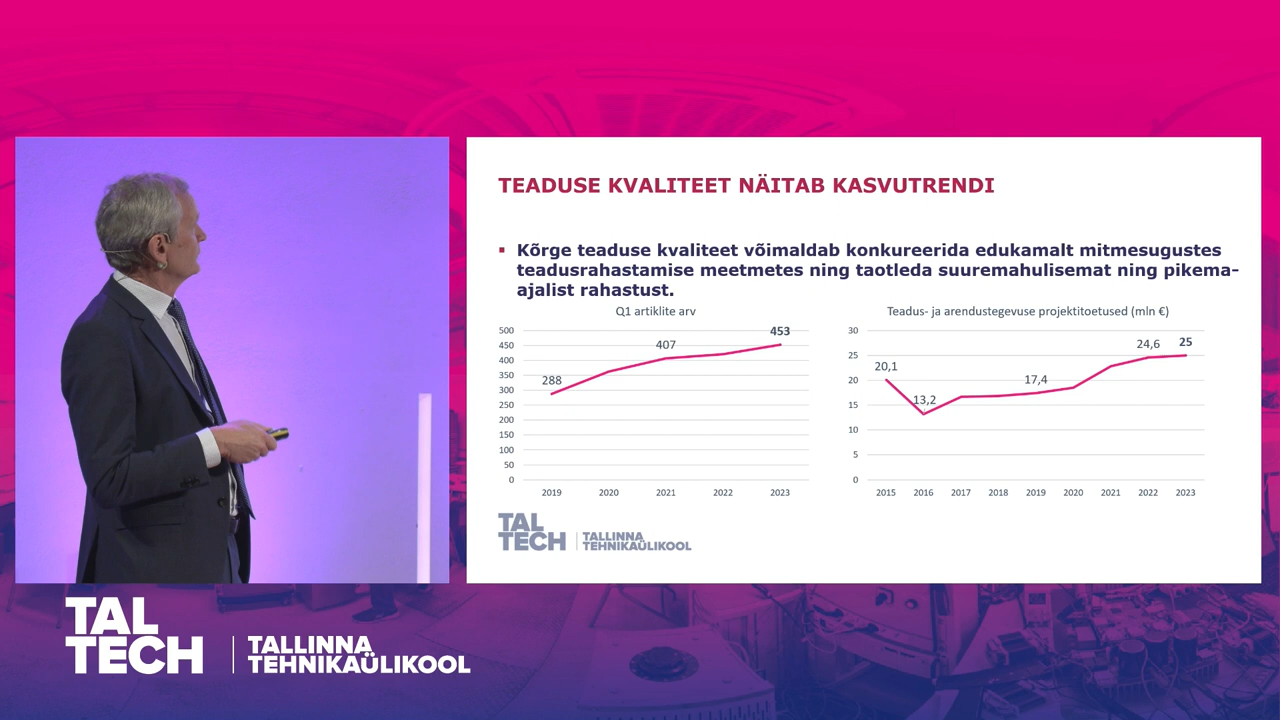 TEADUSE KVALITEET NÄITAB KASVUTRENDI
▪ Kõrge teaduse kvaliteet võimaldab konkureerida edukamalt mitmesugustes
teadusrahastamise meetmetes ning taotleda suuremahulisemat ning pikema-
ajalist rahastust.
Q1 artiklite arv
500
450
400
350
300
250
200
150
100
50
0
288
407
453
2019 2020 2021 2022 2023
Teadus- ja arendustegevuse projektitoetused (mln €)
30
25
20
15
10
5
0
20,1
13,2
17,4
24,6
25
2015 2016 2017 2018 2019 2020 2021 2022 2023
TAL
TECH
TALLINNA
TEHNIKAÜLIKOOL
TAL
TECH
TALLINNA
TEHNIKAÜLIKOOL